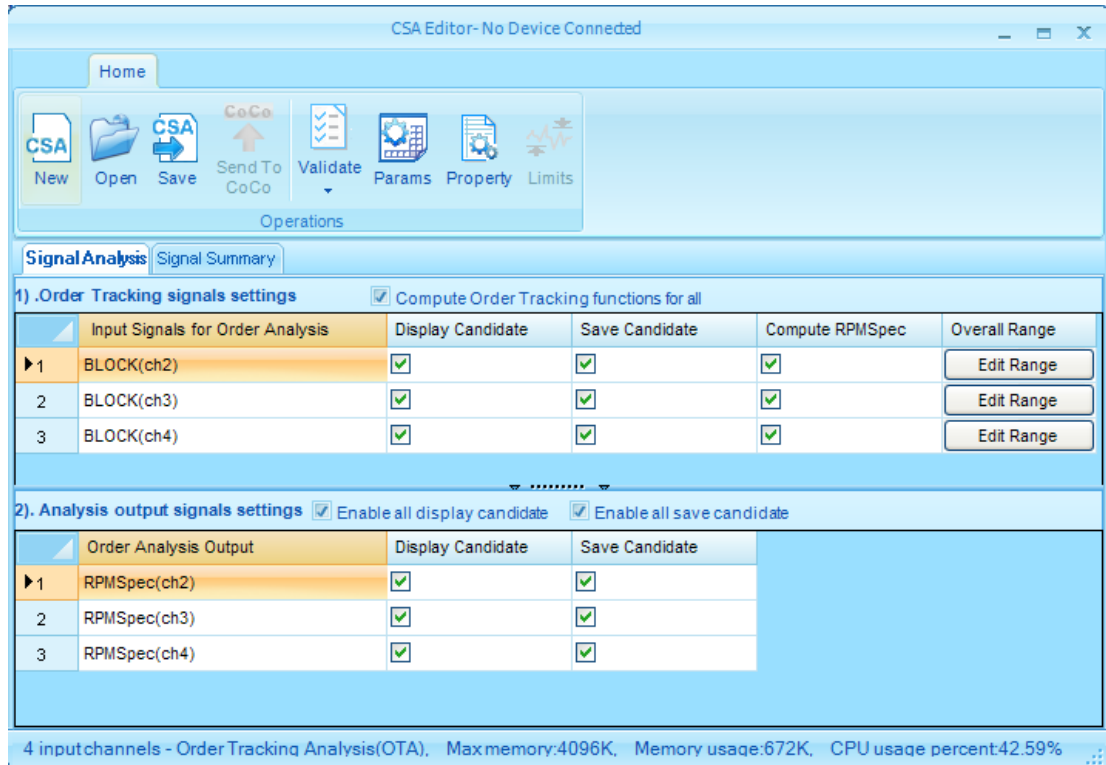 CSA Editor- No Device Connected
Home
CSA
New
Open
CSA
Save
CoCo
Send To
CoCo
Validate
Params
Property
Limits
Operations
Signal Analysis Signal Summary
1) .Order Tracking signals settings Compute Order Tracking functions for all
Input Signals for Order Analysis Display Candidate Save Candidate Compute RPMSpec Overall Range
1 BLOCK(ch2) Edit Range
2 BLOCK(ch3) Edit Range
3 BLOCK(ch4) Edit Range
2). Analysis output signals settings Enable all display candidate Enable all save candidate
Order Analysis Output Display Candidate Save Candidate
1 RPMSpec(ch2)
2 RPMSpec(ch3)
3 RPMSpec(ch4)
4 input channels - Order Tracking Analysis(OTA), Max memory:4096K, Memory usage:672K, CPU usage percent:42.59%